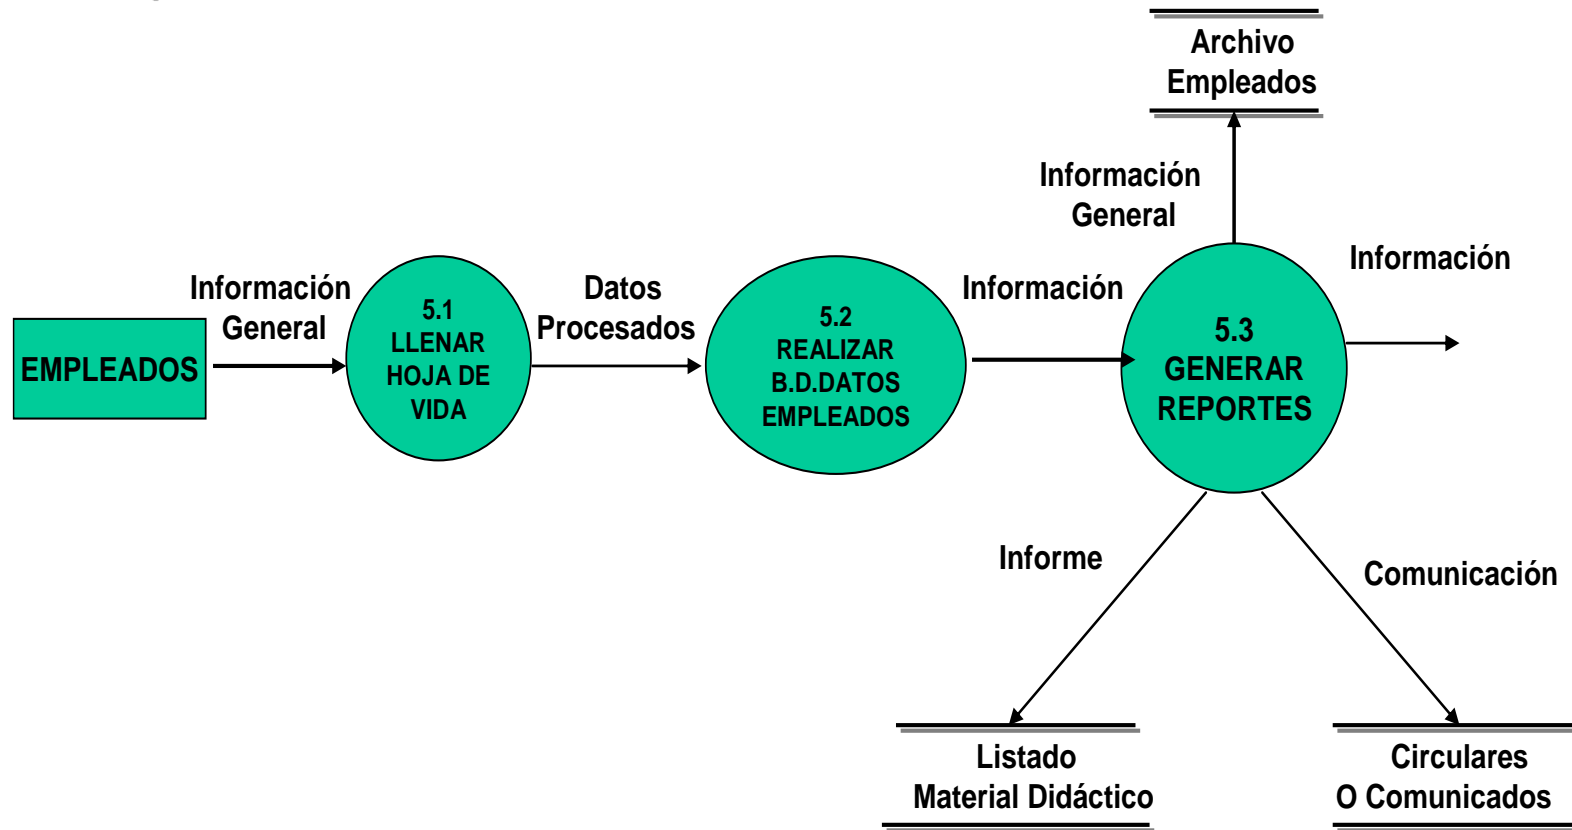 Archivo
Empleados
Información
General
Información
Información
General
Datos
Procesados
Información
EMPLEADOS
5.1
LLENAR
HOJA DE
VIDA
5.2
REALIZAR
B.D.DATOS
EMPLEADOS
5.3
GENERAR
REPORTES
Informe
Comunicación
Listado
Material Didáctico
Circulares
O Comunicados